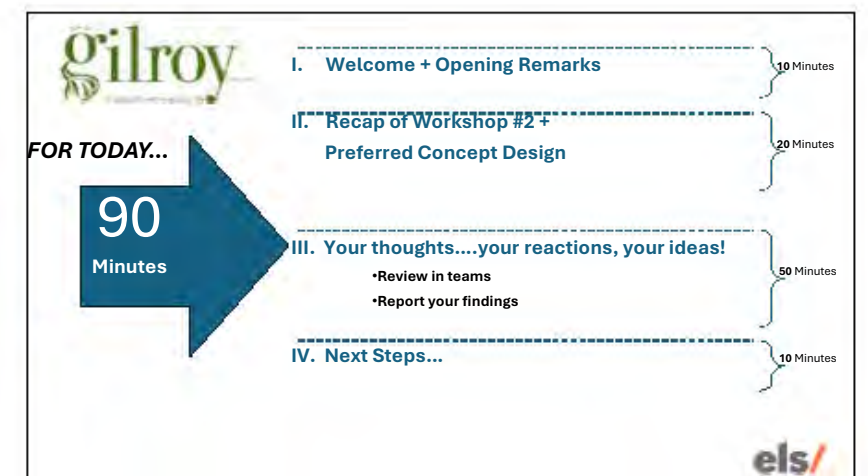 gilroy
I. Welcome + Opening Remarks
10 Minutes
II. Recap of Workshop #2 +
Preferred Concept Design
20 Minutes
FOR TODAY...
90
Minutes
III. Your thoughts....your reactions, your ideas!
•Review in teams
•Report your findings
50 Minutes
IV. Next Steps...
10 Minutes
els/